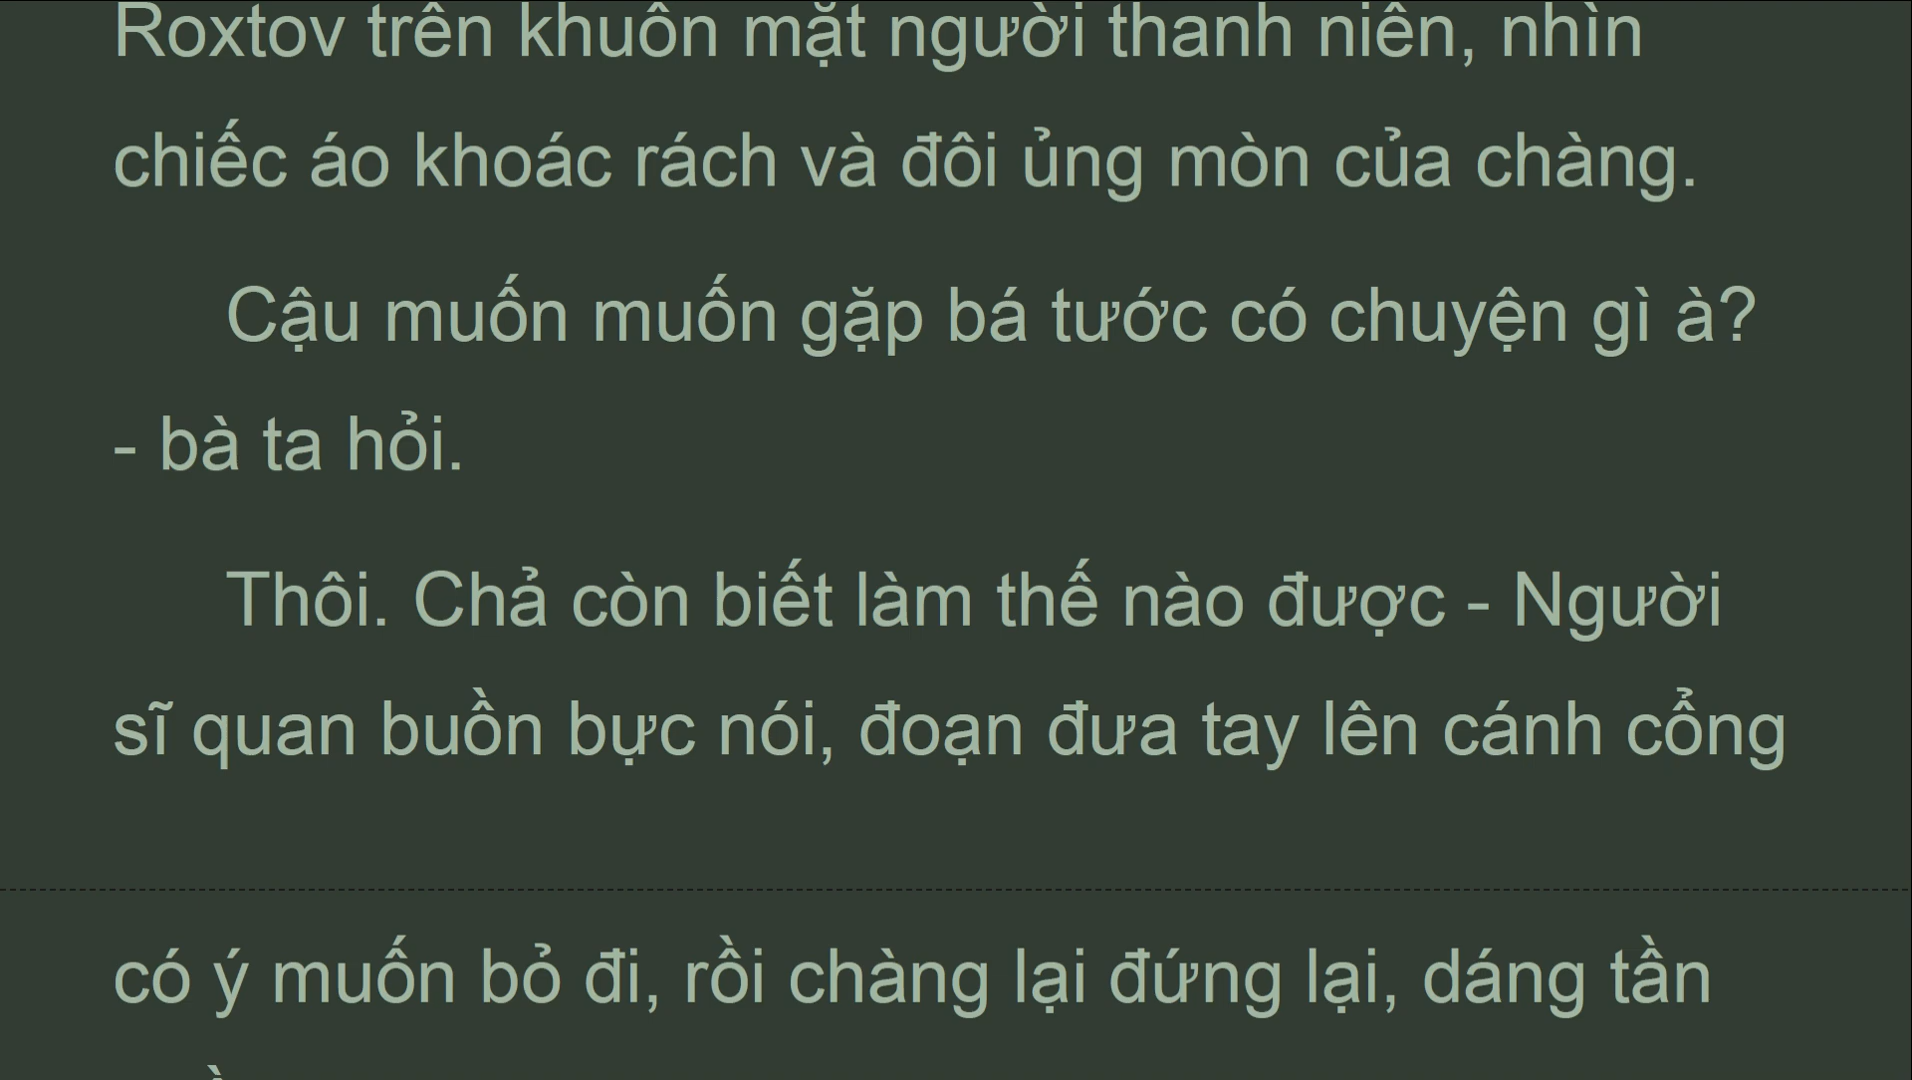 Roxtov trên khuôn mặt người thanh niên, nhìn
chiếc áo khoác rách và đôi ủng mòn của chàng.
Cậu muốn muốn gặp bá tước có chuyện gì à?
- bà ta hỏi.
Thôi. Chả còn biết làm thế nào được - Người
sĩ quan buồn bực nói, đoạn đưa tay lên cánh cổng
có ý muốn bỏ đi, rồi chàng lại đứng lại, dáng tần